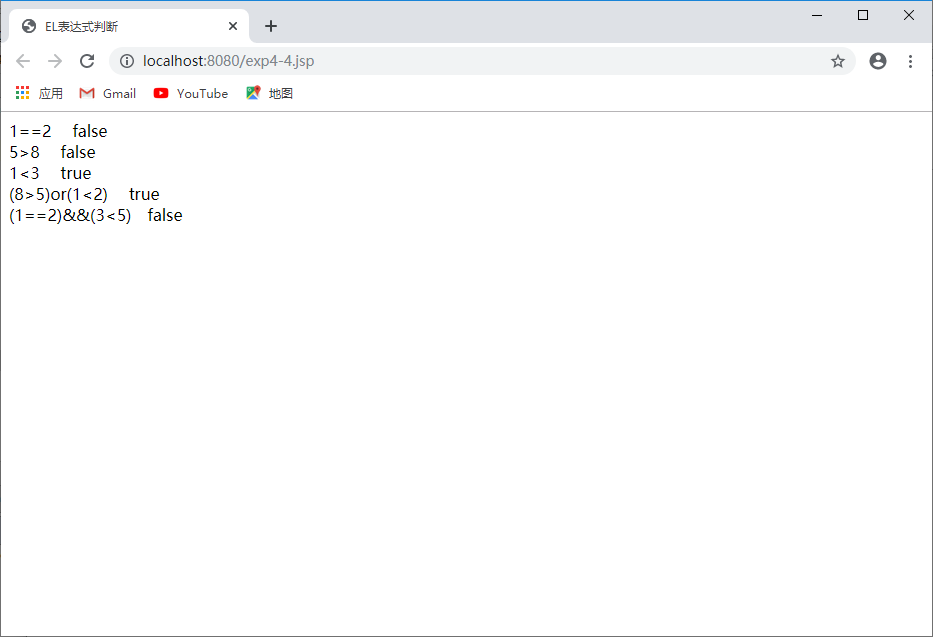 EL表达式判断
localhost:8080/exp4-4.jsp
应用 Gmail YouTube 地图
1==2 false
5>8 false
1<3 true
(8>5)or(1<2) true
(1==2)&&(3<5) false